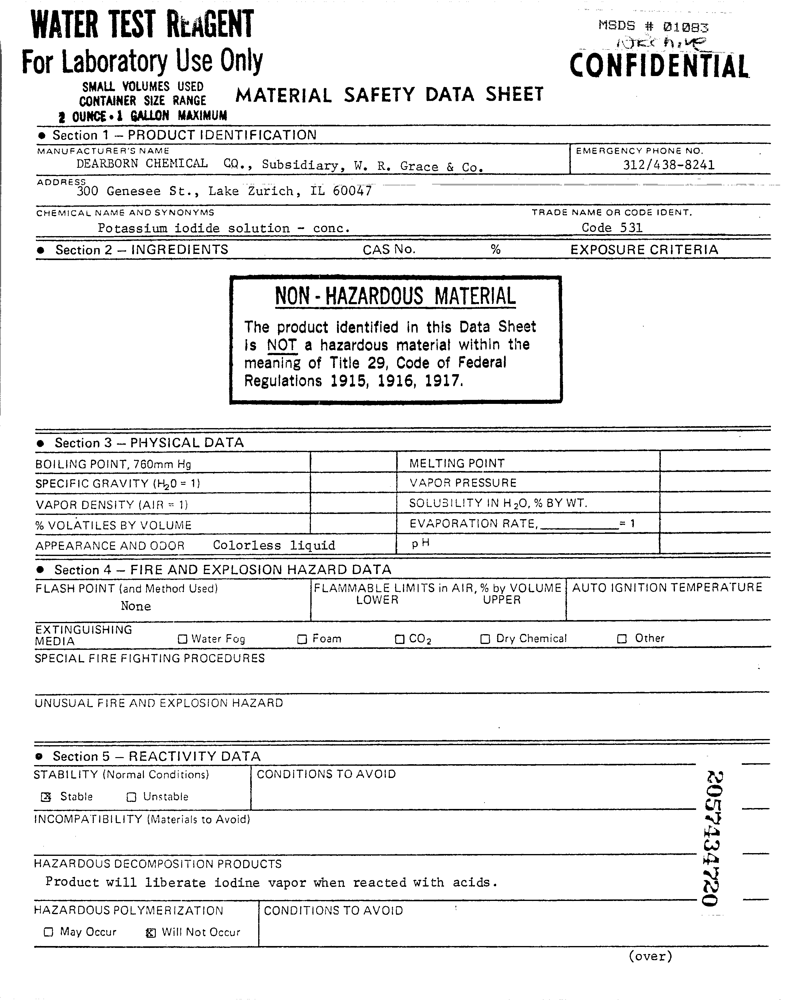 WATER TEST REAGENT
For Laboratory Use Only
SMALL VOLUMES USED
CONTAINER SIZE RANGE
2 OUNCE - 1 GALLON MAXIMUM
MATERIAL SAFETY DATA SHEET
MSDS # 01083
CONFIDENTIAL
● Section 1 — PRODUCT IDENTIFICATION
MANUFACTURER'S NAME EMERGENCY PHONE NO.
DEARBORN CHEMICAL CO., Subsidiary, W. R. Grace & Co. 312/438-8241
ADDRESS
300 Genesee St., Lake Zurich, IL 60047
CHEMICAL NAME AND SYNONYMS TRADE NAME OR CODE IDENT.
Potassium iodide solution - conc. Code 531
● Section 2 — INGREDIENTS CAS No. % EXPOSURE CRITERIA
NON - HAZARDOUS MATERIAL
The product identified in this Data Sheet
is NOT a hazardous material within the
meaning of Title 29, Code of Federal
Regulations 1915, 1916, 1917.
● Section 3 — PHYSICAL DATA
BOILING POINT, 760mm Hg MELTING POINT
SPECIFIC GRAVITY (H₂0 = 1) VAPOR PRESSURE
VAPOR DENSITY (AIR = 1) SOLUBILITY IN H₂O, % BY WT.
% VOLATILES BY VOLUME EVAPORATION RATE, ________ = 1
APPEARANCE AND ODOR Colorless liquid pH
● Section 4 — FIRE AND EXPLOSION HAZARD DATA
FLASH POINT (and Method Used) FLAMMABLE LIMITS in AIR, % by VOLUME AUTO IGNITION TEMPERATURE
None LOWER UPPER
EXTINGUISHING
MEDIA ☐ Water Fog ☐ Foam ☐ CO₂ ☐ Dry Chemical ☐ Other
SPECIAL FIRE FIGHTING PROCEDURES
UNUSUAL FIRE AND EXPLOSION HAZARD
● Section 5 — REACTIVITY DATA
STABILITY (Normal Conditions) CONDITIONS TO AVOID
☒ Stable ☐ Unstable
INCOMPATIBILITY (Materials to Avoid)
HAZARDOUS DECOMPOSITION PRODUCTS
Product will liberate iodine vapor when reacted with acids.
HAZARDOUS POLYMERIZATION CONDITIONS TO AVOID
☐ May Occur ☒ Will Not Occur
(over)
2057434720